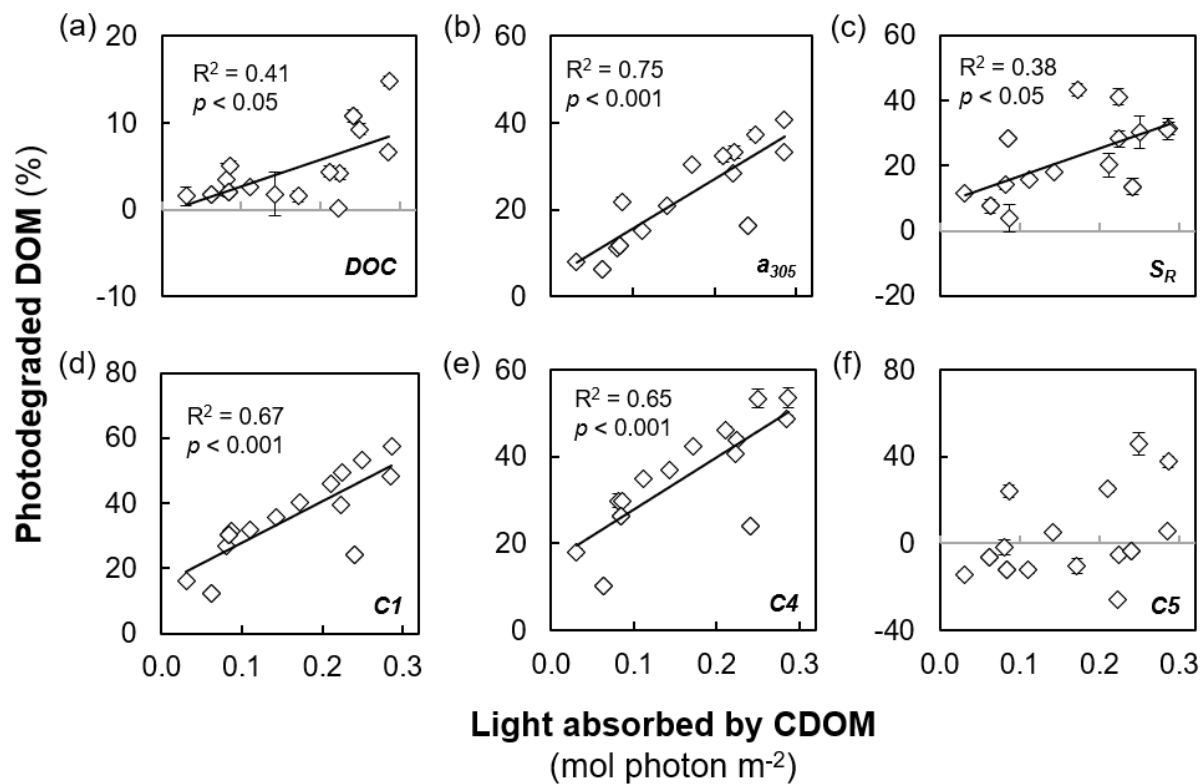 Photodegraded DOM (%)
(a)
20
10
0
-10
R² = 0.41
p < 0.05
DOC
(b)
60
40
20
0
R² = 0.75
p < 0.001
a₃₀₅
(c)
60
40
20
0
-20
R² = 0.38
p < 0.05
S_R
(d)
80
60
40
20
0
R² = 0.67
p < 0.001
C1
0.0 0.1 0.2 0.3
(e)
60
40
20
0
R² = 0.65
p < 0.001
C4
0.0 0.1 0.2 0.3
(f)
80
40
0
-40
C5
0.0 0.1 0.2 0.3
Light absorbed by CDOM
(mol photon m⁻²)